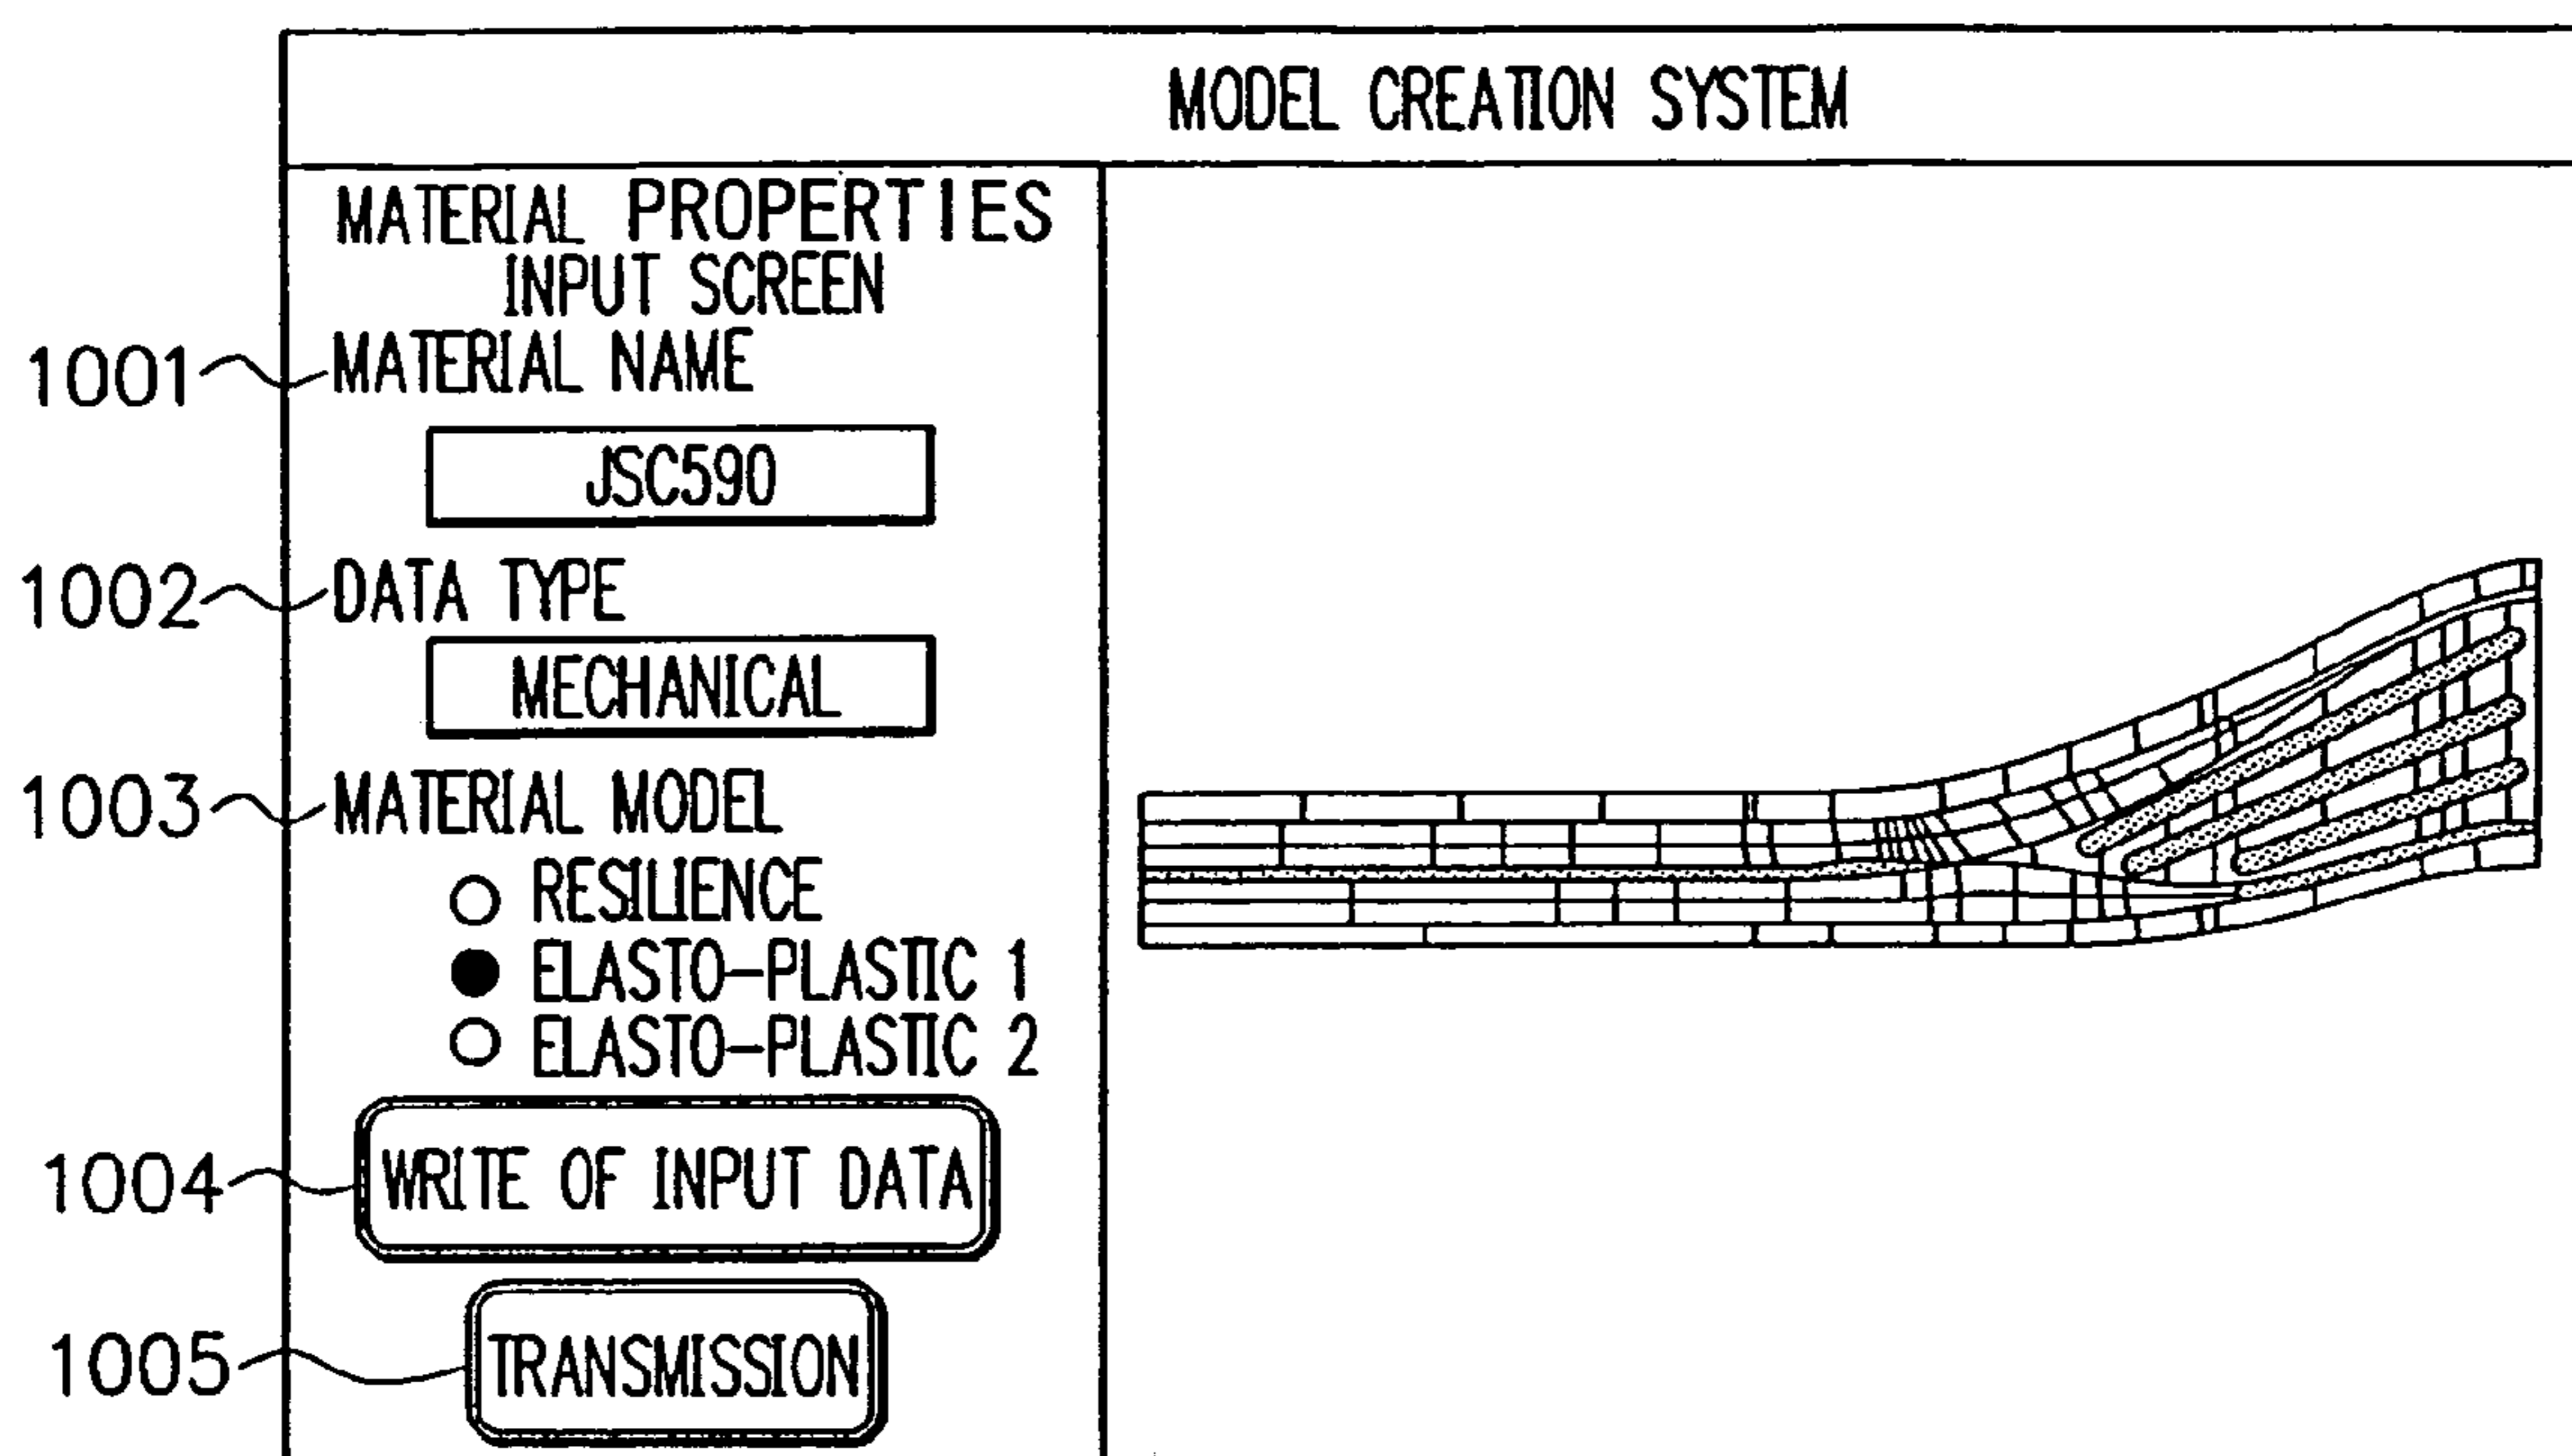 MODEL CREATION SYSTEM
MATERIAL PROPERTIES
INPUT SCREEN
1001 MATERIAL NAME
JSC590
1002 DATA TYPE
MECHANICAL
1003 MATERIAL MODEL
RESILIENCE
ELASTO-PLASTIC 1
ELASTO-PLASTIC 2
1004 WRITE OF INPUT DATA
1005 TRANSMISSION